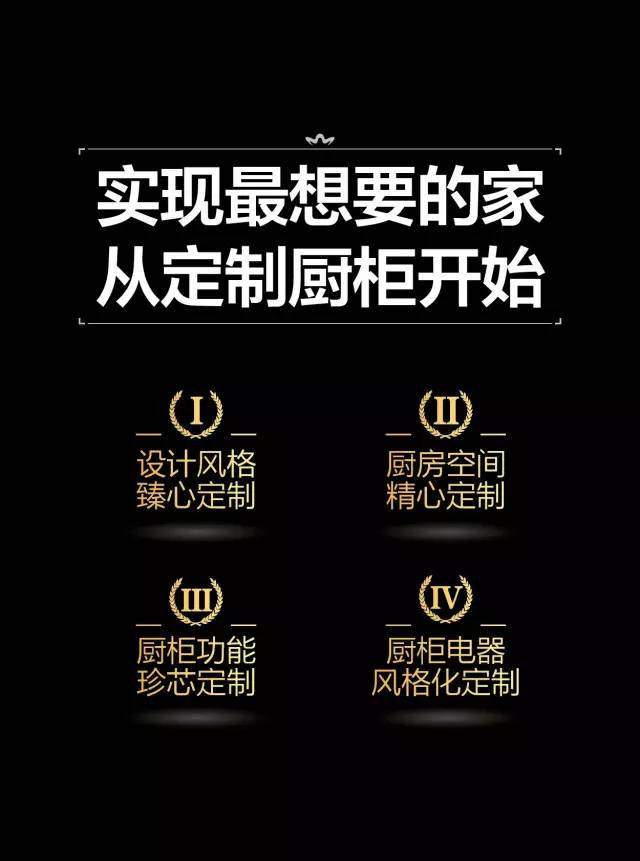 实现最想要的家
从定制厨柜开始
I
设计风格
臻心定制
II
厨房空间
精心定制
III
厨柜功能
珍芯定制
IV
厨柜电器
风格化定制